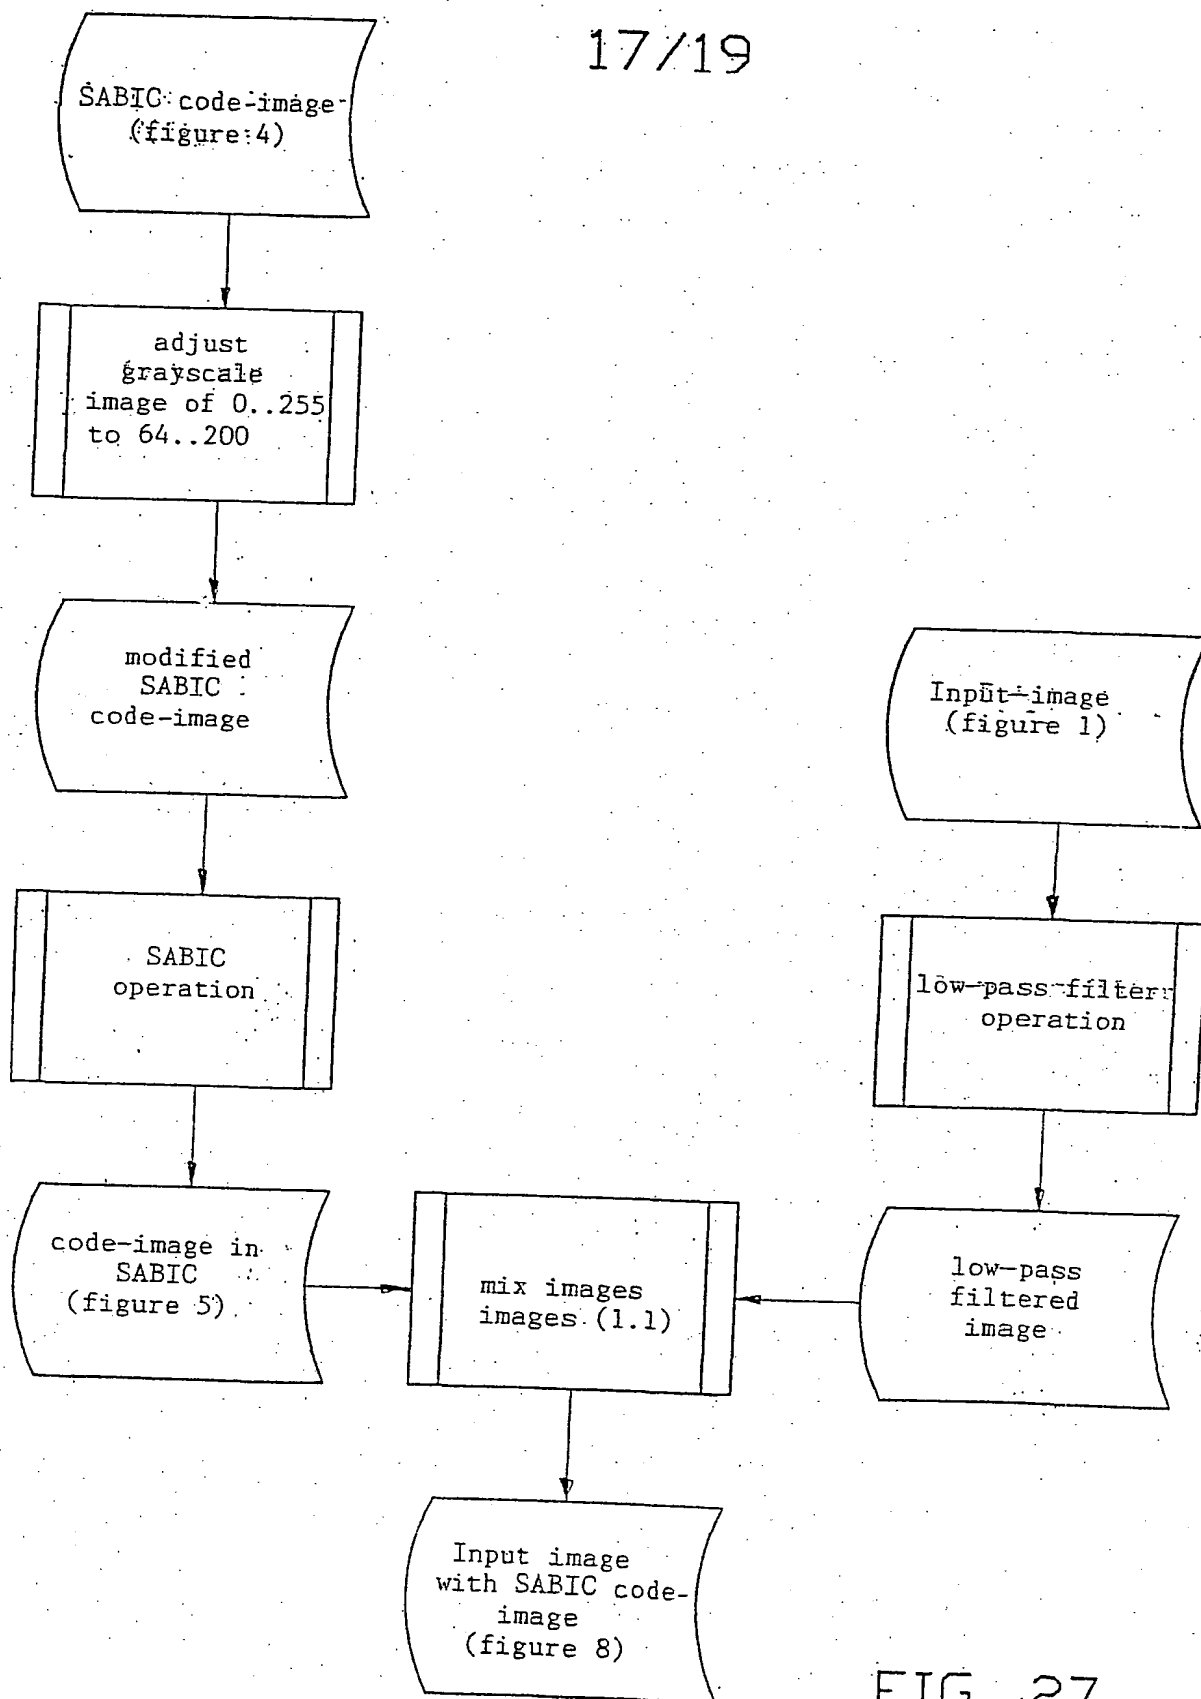 17/19
SABIC code-image
(figure 4)
adjust
grayscale
image of 0..255
to 64..200
modified
SABIC
code-image
Input-image
(figure 1)
SABIC
operation
low-pass-filter
operation
code-image in
SABIC
(figure 5)
mix images
images (1.1)
low-pass
filtered
image
Input image
with SABIC code-
image
(figure 8)
FIG. 27